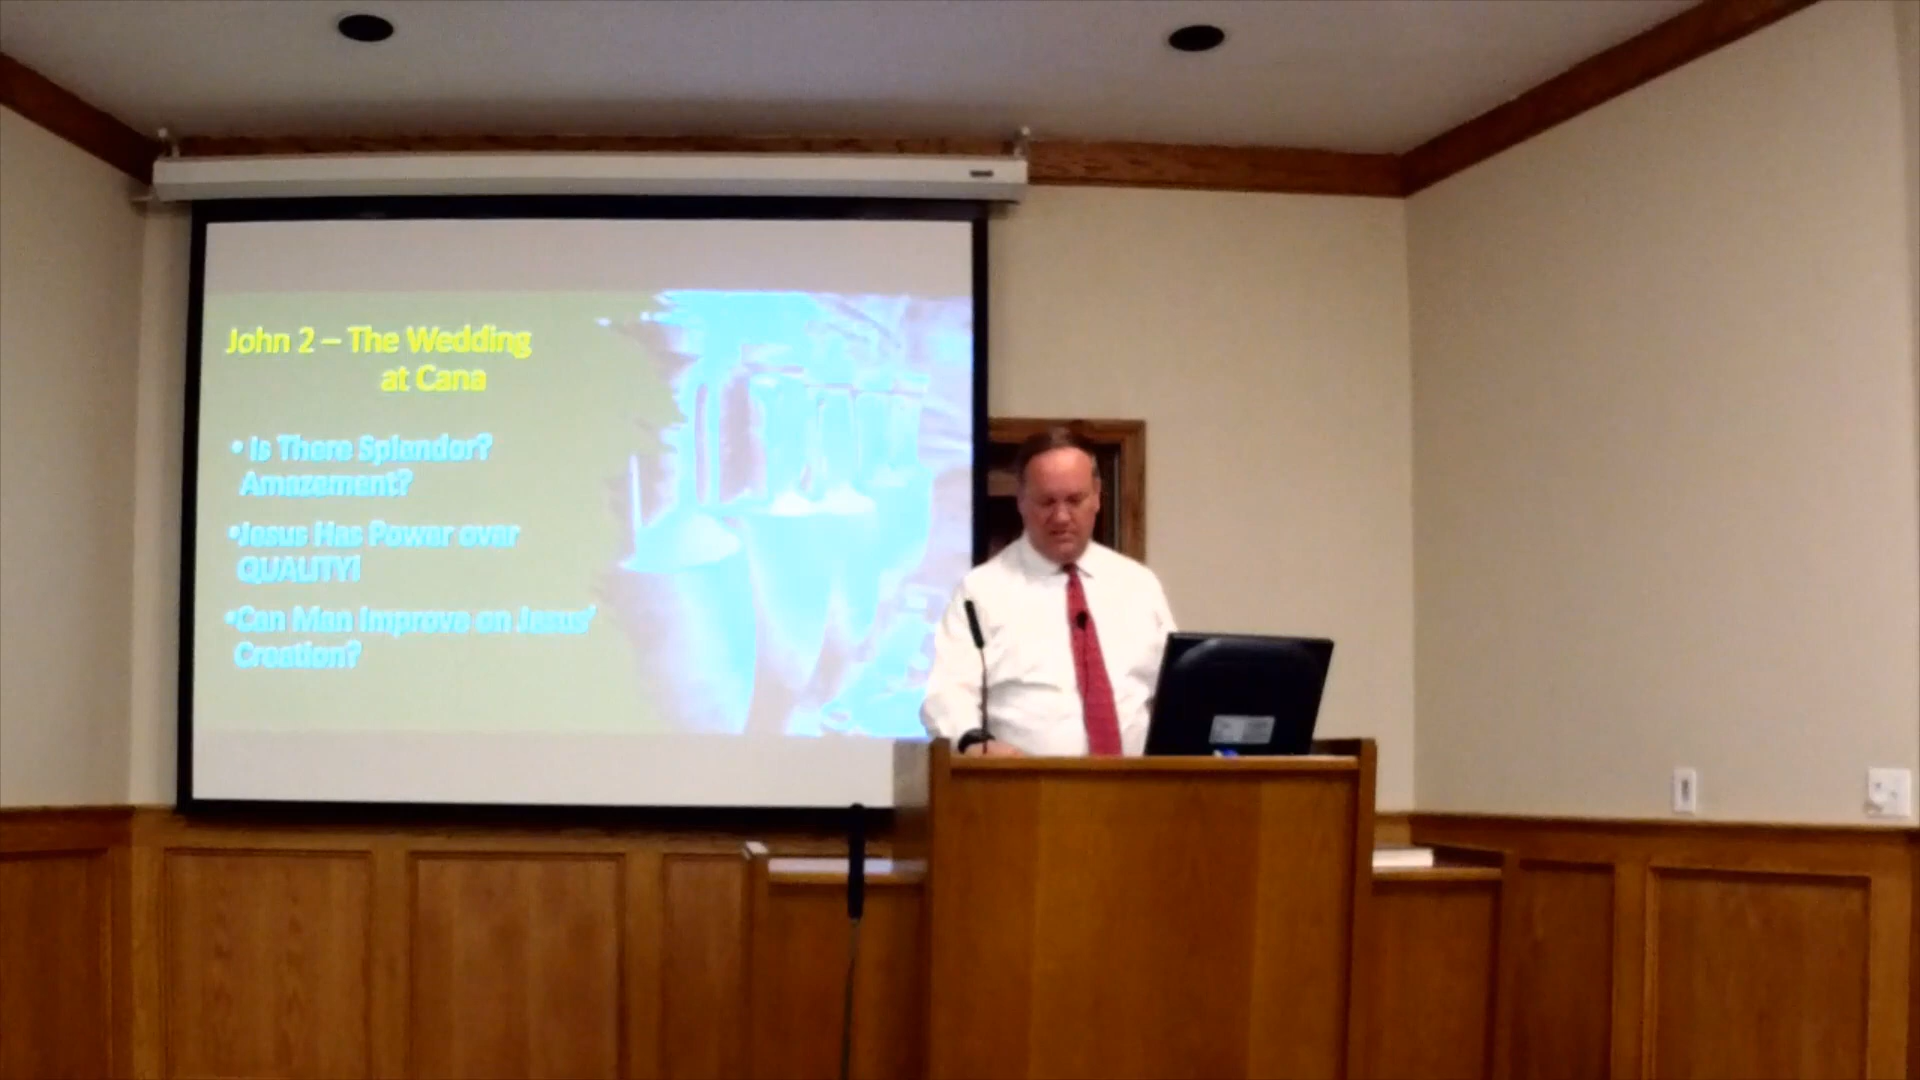 John 2 – The Wedding
at Cana
• Is There Splendor?
Amazement?
•Jesus Has Power over
QUALITY!
•Can Man Improve on Jesus'
Creation?